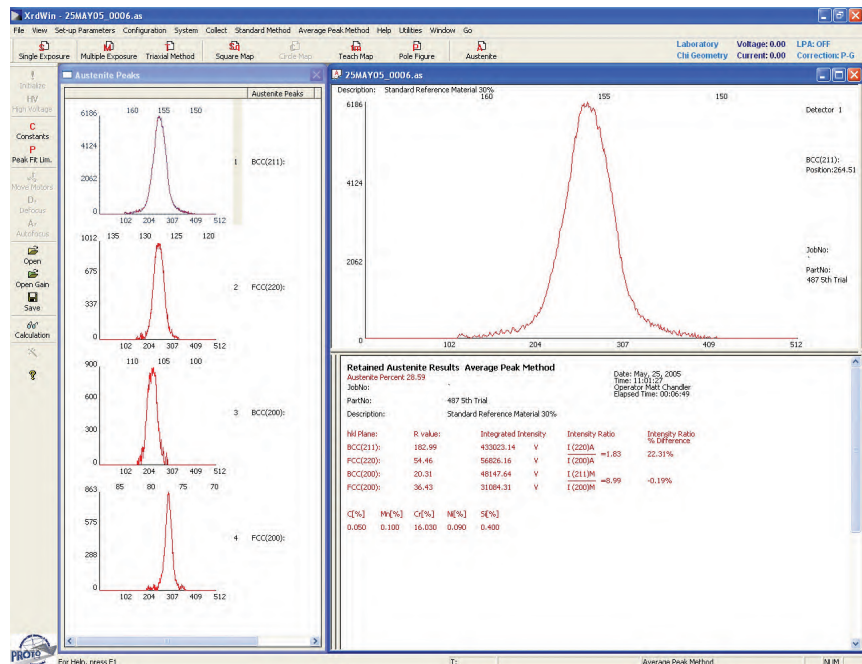 XrdWin - 25MAY05_0006.as
File View Set-up Parameters Configuration System Collect Standard Method Average Peak Method Help Utilities Window Go
Single Exposure Multiple Exposure Triaxial Method Square Map Circle Map Teach Map Pole Figure Austenite
Laboratory Voltage: 0.00 LPA: OFF
Chi Geometry Current: 0.00 Correction: P-G
Initialize
HV
High Voltage
C
Constants
P
Peak Fit Lim.
Move Motors
Defocus
Autofocus
Open
Open Gain
Save
Calculation
Austenite Peaks
Austenite Peaks
6186 160 155 150
4124
2062
0
102 204 307 409 512
1 BCC(211):
1012 135 130 125 120
675
337
0
2 FCC(220):
102 204 307 409 512
900 110 105 100
600
300
0
3 BCC(200):
102 204 307 409 512
863 85 80 75 70
575
288
0
4 FCC(200):
102 204 307 409 512
25MAY05_0006.as
Description: Standard Reference Material 30%
6186 160 155 150
4124
2062
0
102 204 307 409 512
Detector 1
BCC(211):
Position:264.51
JobNo:
PartNo:
487 5th Trial
Retained Austenite Results Average Peak Method
Austenite Percent 28.59
JobNo:
PartNo: 487 5th Trial
Description: Standard Reference Material 30%
Date: May, 25, 2005
Time: 11:01:27
Operator Matt Chandler
Elapsed Time: 00:06:49
hkl Plane: R value: Integrated Intensity Intensity Ratio Intensity Ratio % Difference
BCC(211): 182.99 433023.14 V I (220)A
FCC(220): 54.46 56826.16 V I (200)A =1.83 22.31%
BCC(200): 20.31 48147.64 V I (211)M
FCC(200): 36.43 31084.31 V I (200)M =8.99 -0.19%
C[%] Mn[%] Cr[%] Ni[%] Si[%]
0.050 0.100 16.030 0.090 0.400
PROTO
For Help, press F1 T: Average Peak Method NUM